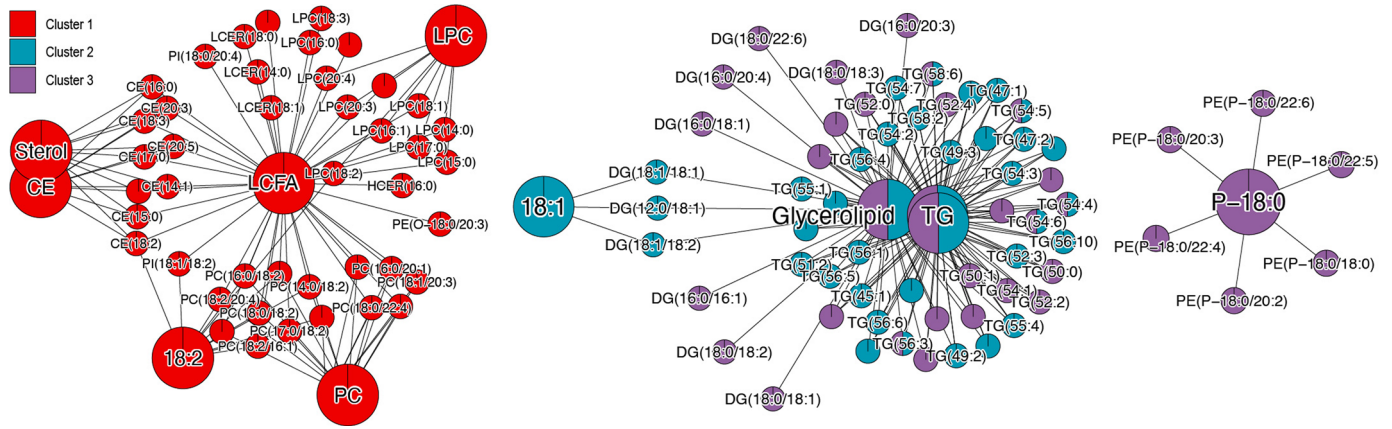 Cluster 1
Cluster 2
Cluster 3
LPC(18:3)
LCER(18:0)
LPC(16:0)
PI(18:0/20:4)
LCER(14:0)
LPC(20:4)
LPC
CE(16:0)
CE(20:3)
LCER(18:1)
LPC(20:3)
LPC(18:1)
CE(18:3)
LPC(16:1)
LPC(14:0)
CE(20:5)
LPC(17:0)
Sterol
CE(17:0)
LPC(15:0)
LPC(18:2)
CE
CE(14:1)
LCFA
HCER(16:0)
CE(15:0)
PE(O-18:0/20:3)
CE(18:2)
PI(18:1/18:2)
PC(16:0/18:2)
PC(16:0/20:1)
PC(14:0/18:2)
PC(18:1/20:3)
PC(18:2/20:4)
PC(18:0/18:2)
PC(18:0/22:4)
PC(17:0/18:2)
PC(18:2/16:1)
18:2
PC
DG(16:0/20:3)
DG(18:0/22:6)
DG(16:0/20:4)
DG(18:0/18:3)
TG(58:6)
TG(54:7)
TG(47:1)
TG(52:0)
TG(52:4)
TG(54:5)
DG(16:0/18:1)
TG(58:2)
TG(54:2)
TG(47:2)
TG(56:4)
TG(49:3)
DG(18:1/18:1)
TG(54:3)
TG(55:1)
18:1
DG(12:0/18:1)
TG(54:4)
Glycerolipid
TG
TG(54:6)
DG(18:1/18:2)
TG(56:10)
TG(56:1)
TG(52:3)
TG(51:2)
TG(56:5)
TG(50:1)
TG(50:0)
DG(16:0/16:1)
TG(45:1)
TG(54:1)
TG(52:2)
TG(56:6)
TG(55:4)
TG(56:3)
DG(18:0/18:2)
TG(49:2)
DG(18:0/18:1)
PE(P-18:0/22:6)
PE(P-18:0/20:3)
PE(P-18:0/22:5)
P-18:0
PE(P-18:0/22:4)
PE(P-18:0/18:0)
PE(P-18:0/20:2)